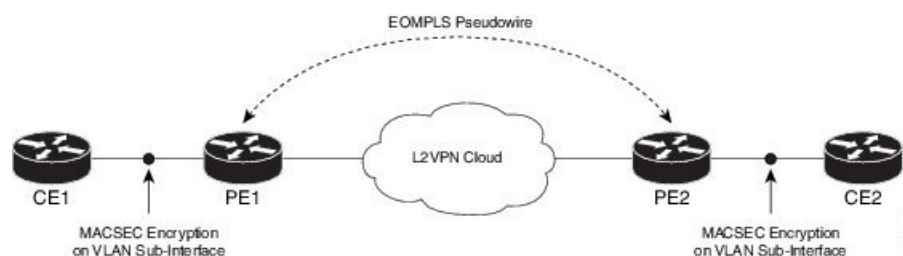 EOMPLS Pseudowire
L2VPN Cloud
CE1
PE1
PE2
CE2
MACSEC Encryption
on VLAN Sub-Interface
MACSEC Encryption
on VLAN Sub-Interface